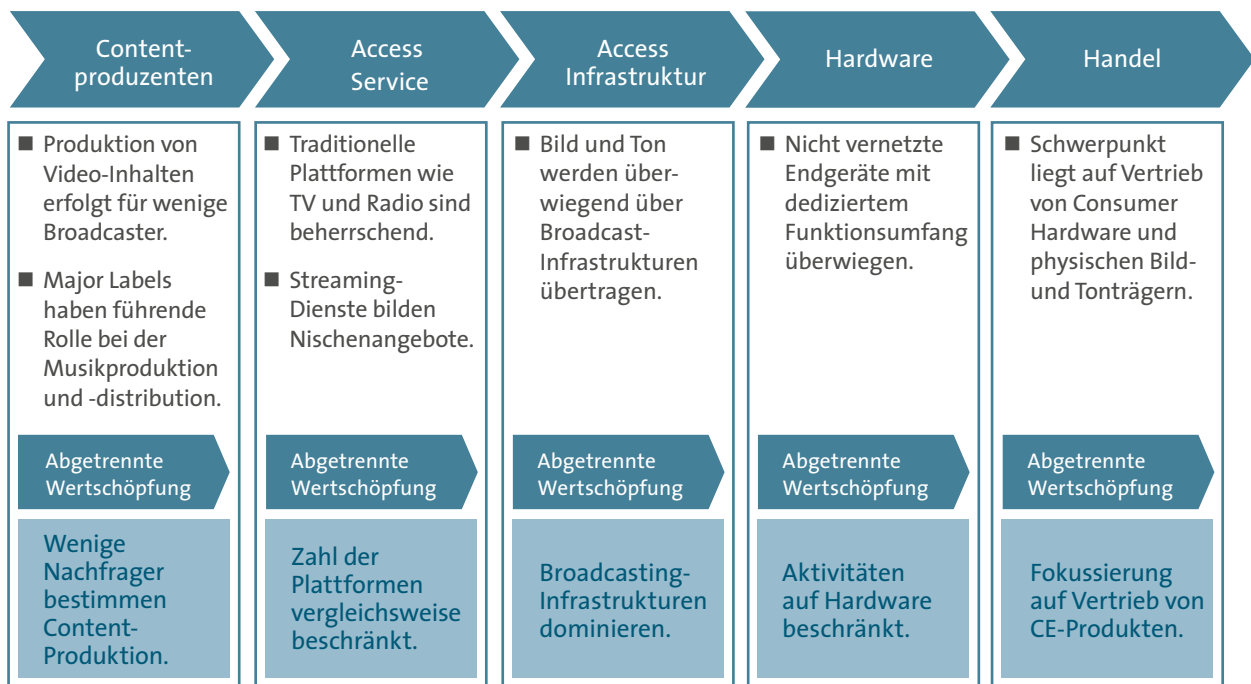 Content-
produzenten
Access
Service
Access
Infrastruktur
Hardware
Handel
■ Produktion von
Video-Inhalten
erfolgt für wenige
Broadcaster.
■ Major Labels
haben führende
Rolle bei der
Musikproduktion
und -distribution.
■ Traditionelle
Plattformen wie
TV und Radio sind
beherrschend.
■ Streaming-
Dienste bilden
Nischenangebote.
■ Bild und Ton
werden über-
wiegend über
Broadcast-
Infrastrukturen
übertragen.
■ Nicht vernetzte
Endgeräte mit
dediziertem
Funktionsumfang
überwiegen.
■ Schwerpunkt
liegt auf Vertrieb
von Consumer
Hardware und
physischen Bild-
und Tonträgern.
Abgetrennte
Wertschöpfung
Abgetrennte
Wertschöpfung
Abgetrennte
Wertschöpfung
Abgetrennte
Wertschöpfung
Abgetrennte
Wertschöpfung
Wenige
Nachfrager
bestimmen
Content-
Produktion.
Zahl der
Plattformen
vergleichsweise
beschränkt.
Broadcasting-
Infrastrukturen
dominieren.
Aktivitäten
auf Hardware
beschränkt.
Fokussierung
auf Vertrieb von
CE-Produkten.